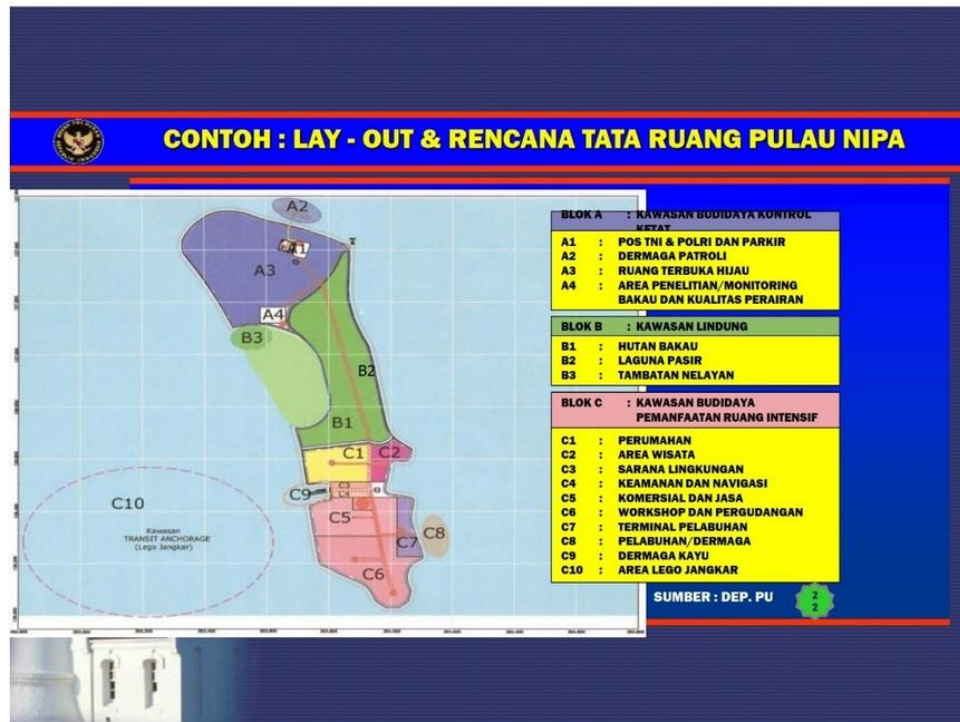 CONTOH : LAY - OUT & RENCANA TATA RUANG PULAU NIPA
A2
A1
A3
A4
B3
B2
B1
C1 C2
C9
C10
C5
C8
C7
Kawasan
TRANSIT ANCHORAGE
(Lego Jangkar)
C6
BLOK A : KAWASAN BUDIDAYA KONTROL
KETAT
A1 : POS TNI & POLRI DAN PARKIR
A2 : DERMAGA PATROLI
A3 : RUANG TERBUKA HIJAU
A4 : AREA PENELITIAN/MONITORING
BAKAU DAN KUALITAS PERAIRAN
BLOK B : KAWASAN LINDUNG
B1 : HUTAN BAKAU
B2 : LAGUNA PASIR
B3 : TAMBATAN NELAYAN
BLOK C : KAWASAN BUDIDAYA
PEMANFAATAN RUANG INTENSIF
C1 : PERUMAHAN
C2 : AREA WISATA
C3 : SARANA LINGKUNGAN
C4 : KEAMANAN DAN NAVIGASI
C5 : KOMERSIAL DAN JASA
C6 : WORKSHOP DAN PERGUDANGAN
C7 : TERMINAL PELABUHAN
C8 : PELABUHAN/DERMAGA
C9 : DERMAGA KAYU
C10 : AREA LEGO JANGKAR
SUMBER : DEP. PU
2
2